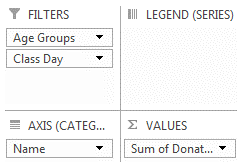 FILTERS
LEGEND (SERIES)
Age Groups
Class Day
AXIS (CATEG...
VALUES
Name
Sum of Donat...